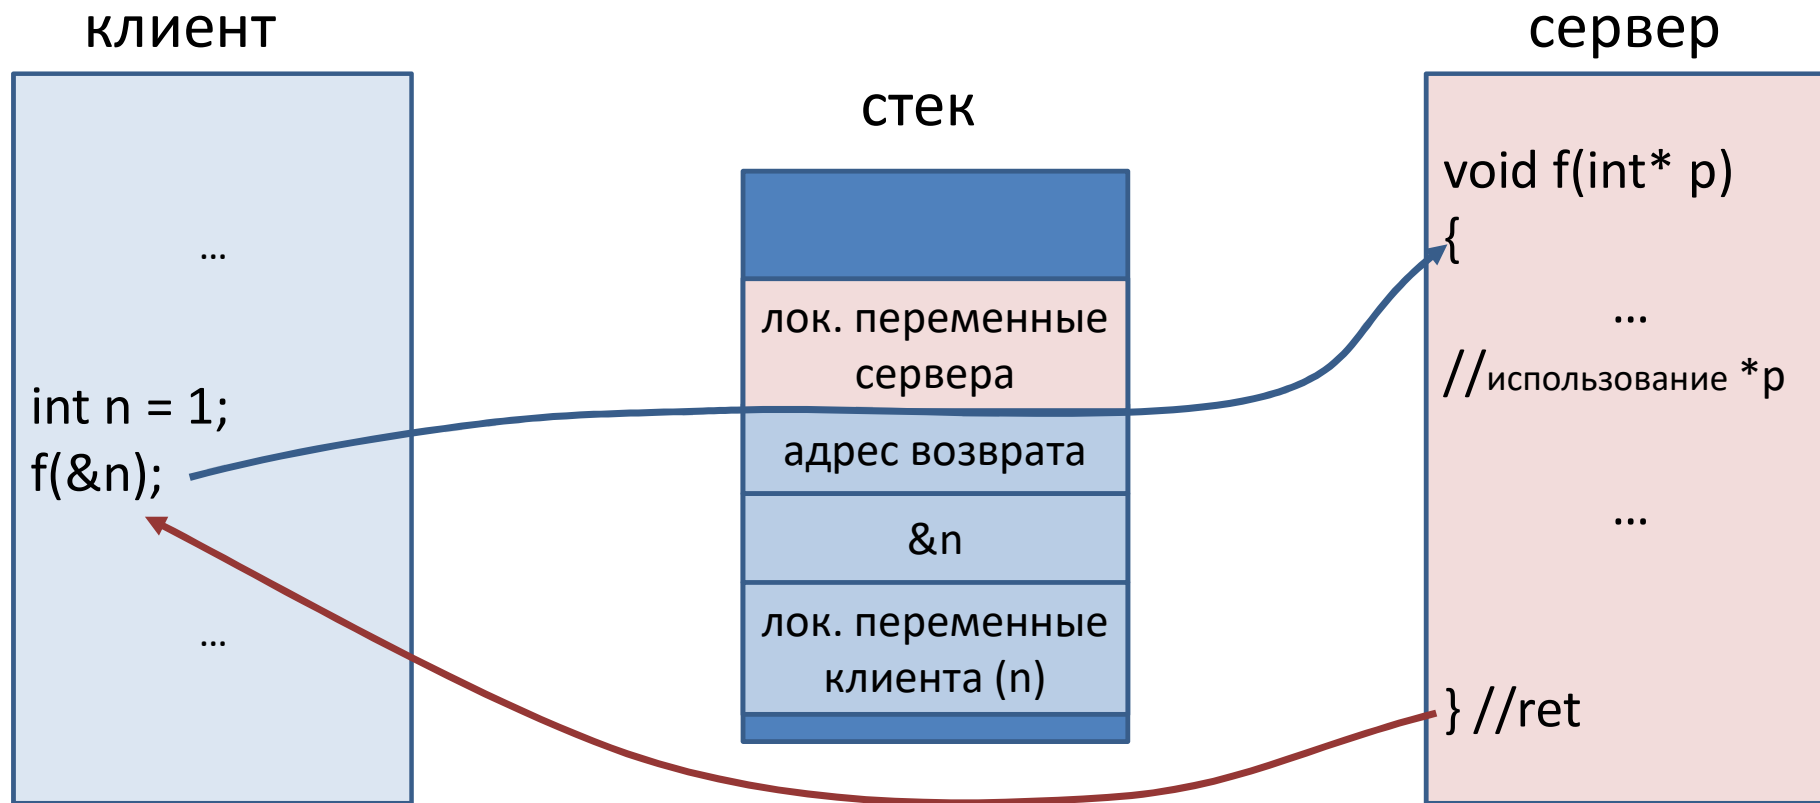 клиент
…
int n = 1;
f(&n);
…
стек
лок. переменные
сервера
адрес возврата
&n
лок. переменные
клиента (n)
сервер
void f(int* p)
{
…
//использование *p
…
} //ret